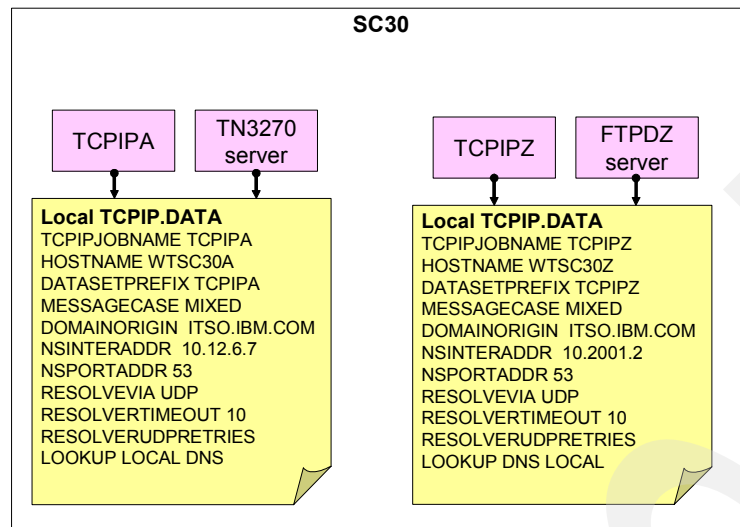 SC30
TCPIPA
TN3270
server
Local TCPIP.DATA
TCPIPJOBNAME TCPIPA
HOSTNAME WTSC30A
DATASETPREFIX TCPIPA
MESSAGECASE MIXED
DOMAINORIGIN ITSO.IBM.COM
NSINTERADDR 10.12.6.7
NSPORTADDR 53
RESOLVEVIA UDP
RESOLVERTIMEOUT 10
RESOLVERUDPRETRIES
LOOKUP LOCAL DNS
TCPIPZ
FTPDZ
server
Local TCPIP.DATA
TCPIPJOBNAME TCPIPZ
HOSTNAME WTSC30Z
DATASETPREFIX TCPIPZ
MESSAGECASE MIXED
DOMAINORIGIN ITSO.IBM.COM
NSINTERADDR 10.2001.2
NSPORTADDR 53
RESOLVEVIA UDP
RESOLVERTIMEOUT 10
RESOLVERUDPRETRIES
LOOKUP DNS LOCAL